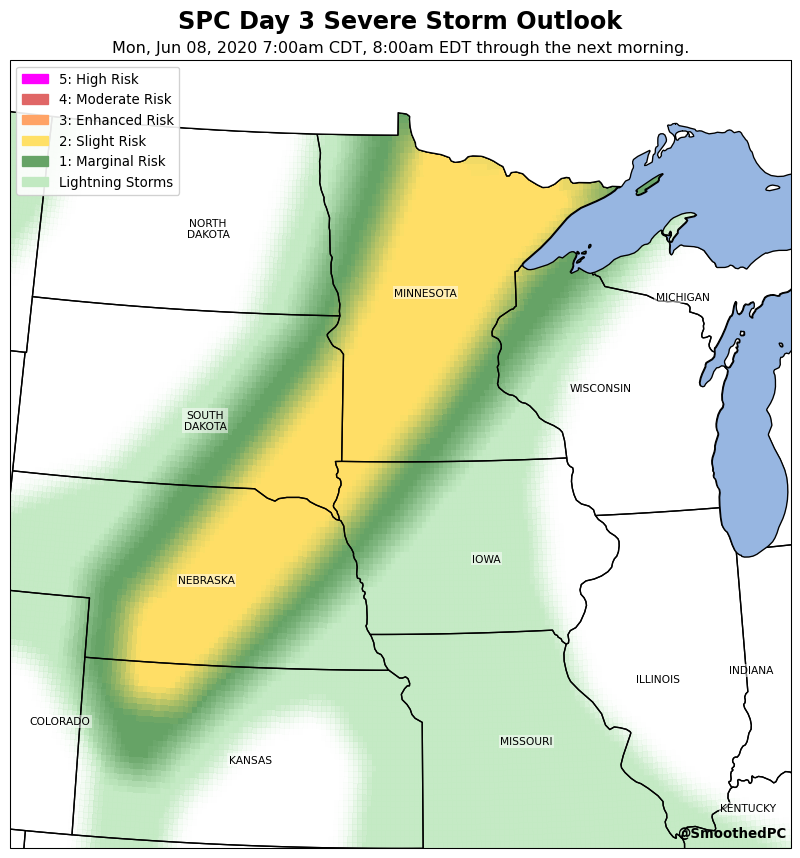 SPC Day 3 Severe Storm Outlook
Mon, Jun 08, 2020 7:00am CDT, 8:00am EDT through the next morning.
5: High Risk
4: Moderate Risk
3: Enhanced Risk
2: Slight Risk
1: Marginal Risk
Lightning Storms
NORTH
DAKOTA
MINNESOTA
MICHIGAN
WISCONSIN
SOUTH
DAKOTA
IOWA
NEBRASKA
INDIANA
ILLINOIS
COLORADO
MISSOURI
KANSAS
KENTUCKY
@SmoothedPC